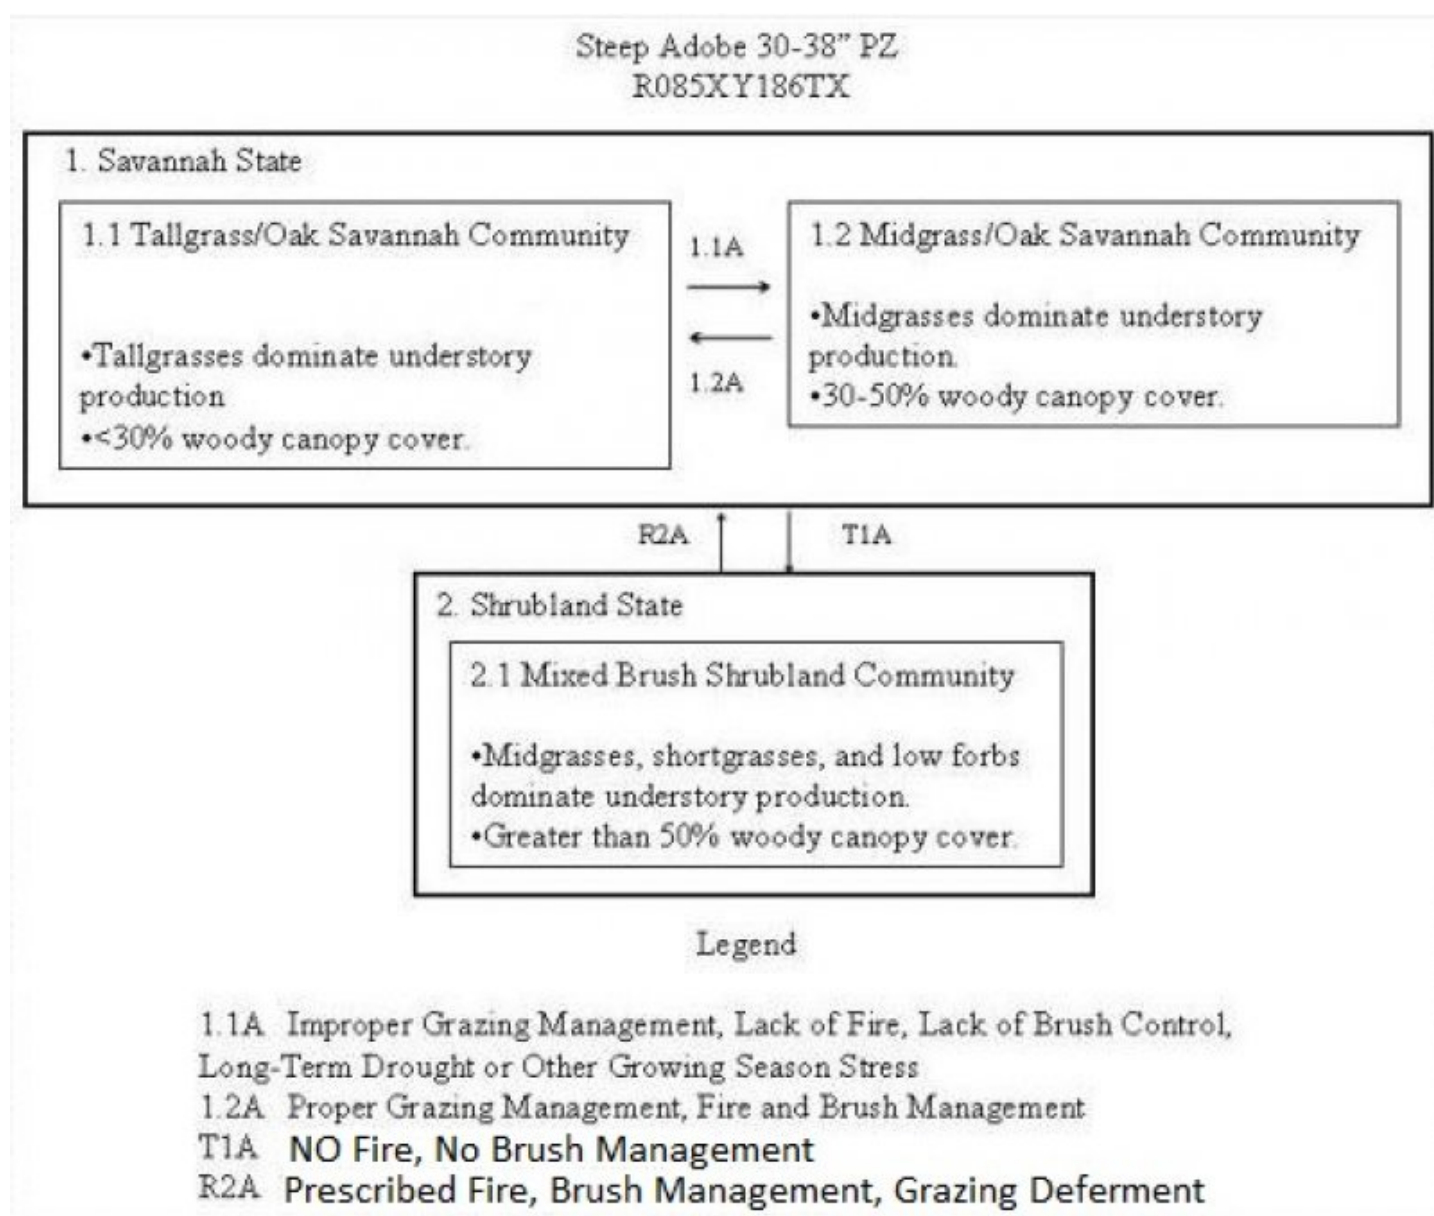 Steep Adobe 30-38” PZ
R085XY186TX
1. Savannah State
1.1 Tallgrass/Oak Savannah Community
•Tallgrasses dominate understory
production
•<30% woody canopy cover.
1.1A
1.2A
1.2 Midgrass/Oak Savannah Community
•Midgrasses dominate understory
production.
•30-50% woody canopy cover.
R2A
T1A
2. Shrubland State
2.1 Mixed Brush Shrubland Community
•Midgrasses, shortgrasses, and low forbs
dominate understory production.
•Greater than 50% woody canopy cover.
Legend
1.1A Improper Grazing Management, Lack of Fire, Lack of Brush Control,
Long-Term Drought or Other Growing Season Stress
1.2A Proper Grazing Management, Fire and Brush Management
T1A NO Fire, No Brush Management
R2A Prescribed Fire, Brush Management, Grazing Deferment